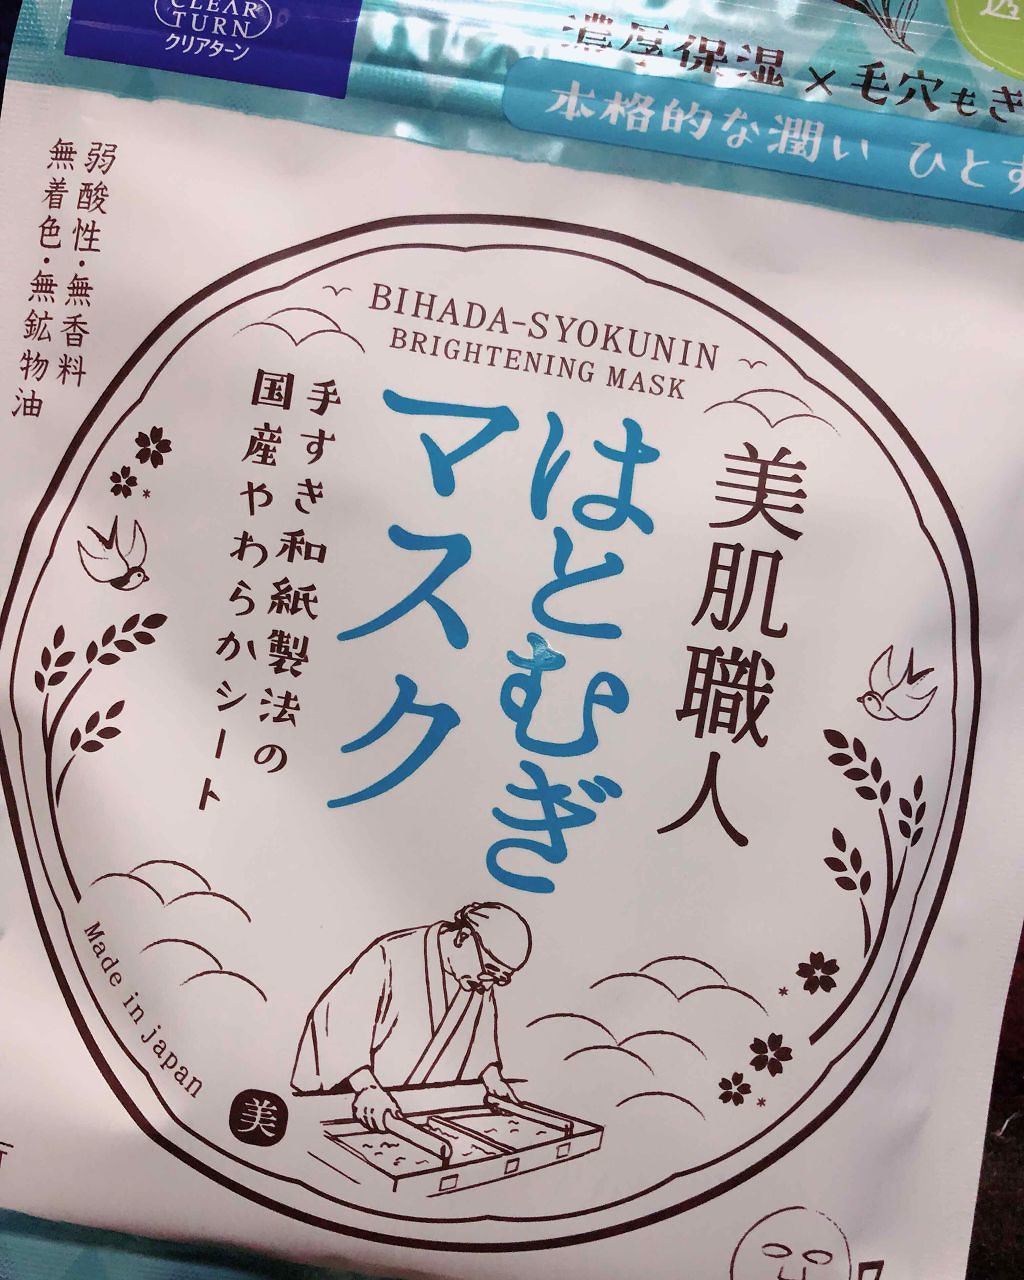 CLEAR
TURN
クリアターン
濃厚保湿×毛穴もぎ
本格的な潤い ひとす
弱酸性・無香料
無着色・無鉱物油
BIHADA-SYOKUNIN
BRIGHTENING MASK
美肌職人
はとむぎ
マスク
手すき和紙製法の
国産やわらかシート
Made in japan
美